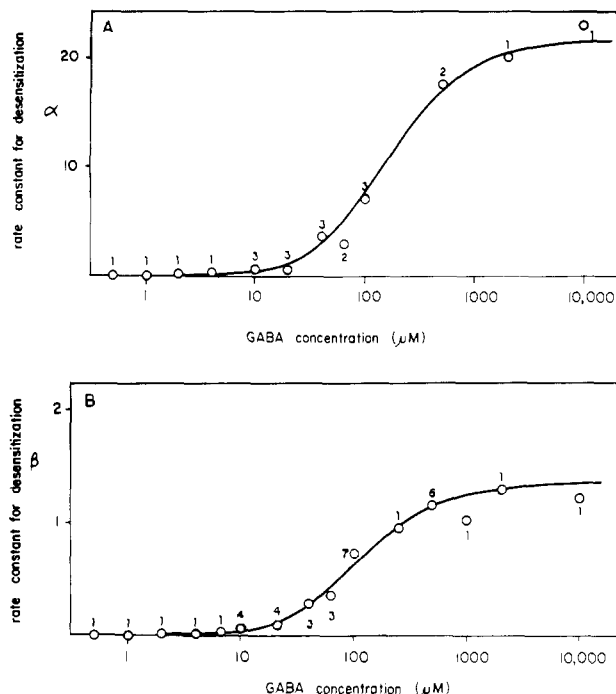 A
rate constant for desensitization
α
20
10
1 1 1 1 3 3 3 2 3 2 1 1
1 10 100 1000 10,000
GABA concentration (μM)
B
rate constant for desensitization
β
2
1
1 1 1 1 1 4 4 3 3 7 1 6 1 1 1
1 10 100 1000 10,000
GABA concentration (μM)